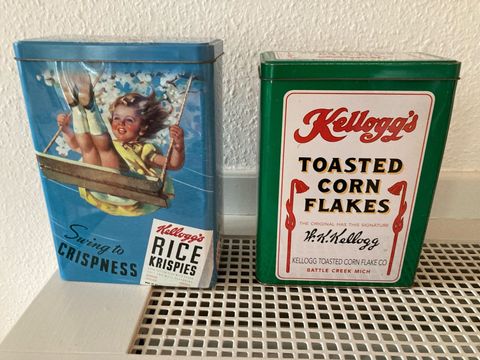 Swing to
CRISPNESS
Kellogg's
RICE
KRISPIES
Kellogg's
TOASTED
CORN
FLAKES
THE ORIGINAL HAS THIS SIGNATURE
W.K.Kellogg
KELLOGG TOASTED CORN FLAKE CO
BATTLE CREEK MICH